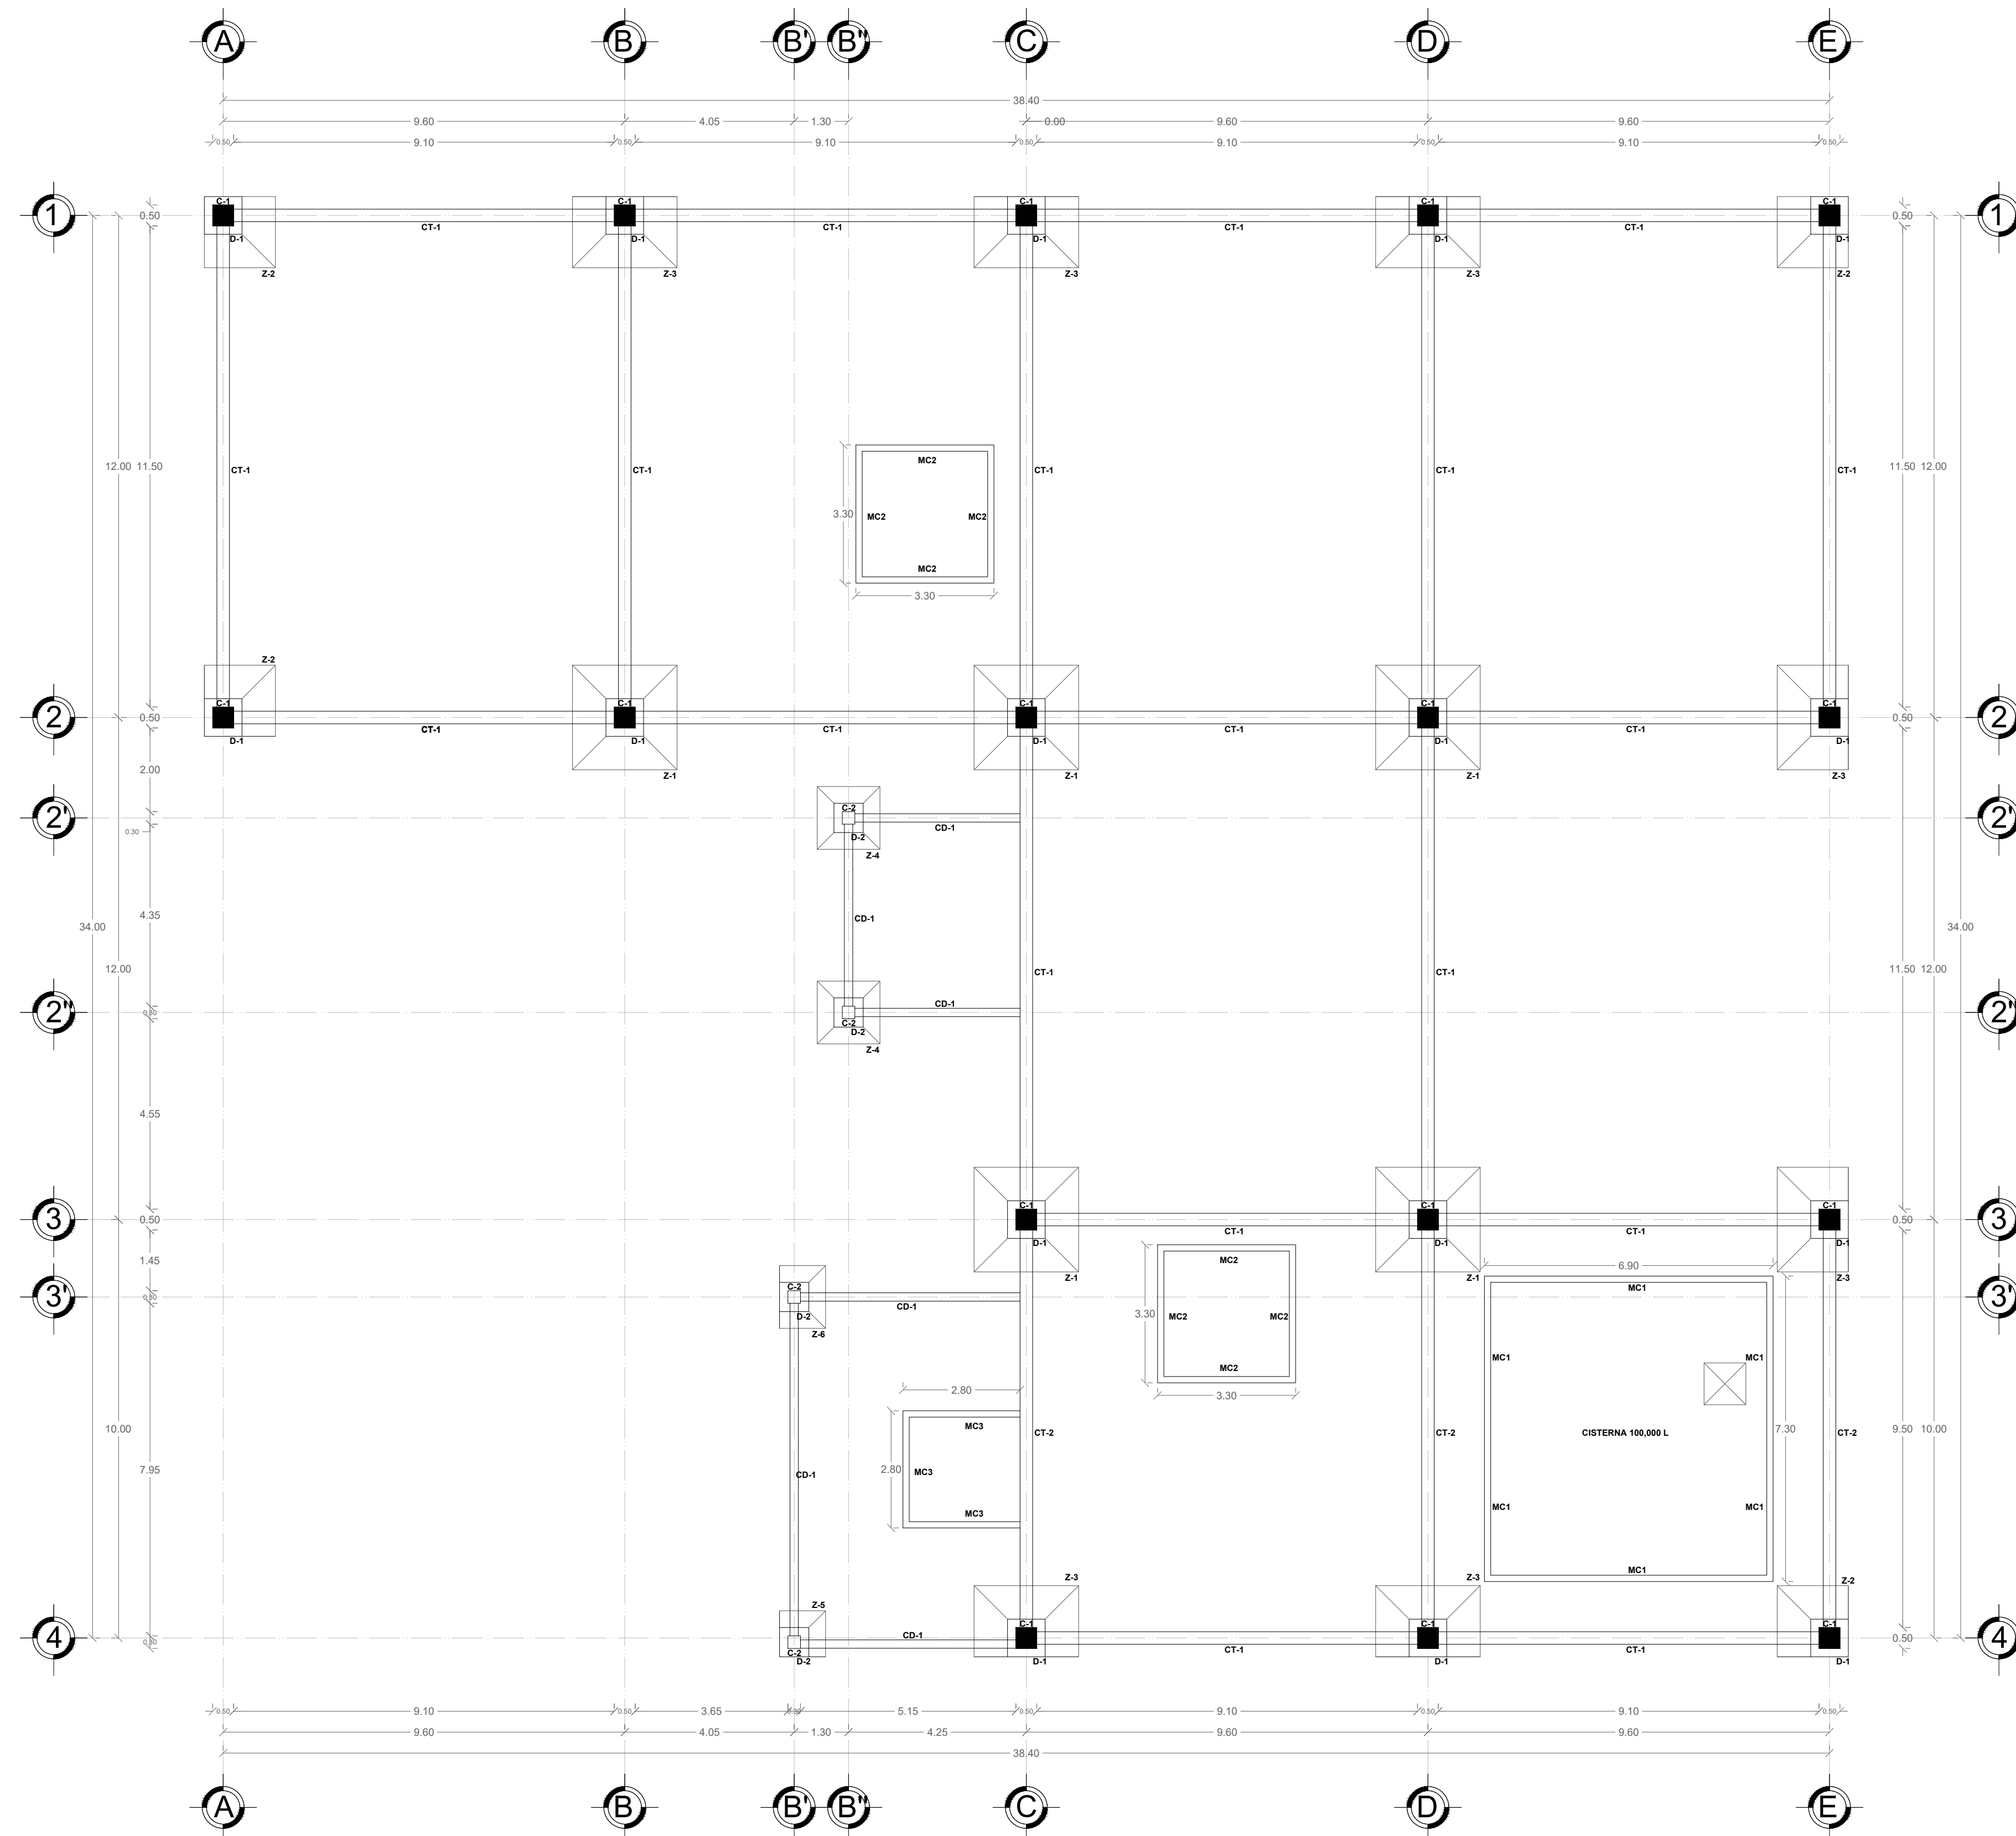 A B B' B" C D E
38.40
9.60 4.05 1.30 0.00 9.60 9.60
0.50 9.10 0.50 9.10 0.50 9.10 0.50 9.10 0.50
1 0.50 C-1 C-1 C-1 C-1 C-1 0.50 1
CT-1 CT-1 CT-1 CT-1
D-1 D-1 D-1 D-1 D-1
Z-2 Z-3 Z-3 Z-3 Z-2
MC2
12.00 11.50 CT-1 CT-1 CT-1 CT-1 CT-1 11.50 12.00
3.30 MC2 MC2
MC2
3.30
Z-2
C-1 C-1 C-1 C-1 C-1
2 0.50 0.50 2
CT-1 CT-1 CT-1 CT-1
D-1 D-1 D-1 D-1 D-1
2.00 Z-1 Z-1 Z-1 Z-3
C-2
2' 2'
0.30 CD-1
D-2
Z-4
4.35 CD-1
34.00 34.00
12.00 CT-1 CT-1 11.50 12.00
CD-1
2" 0.30 2"
C-2
D-2
Z-4
4.55
C-1 C-1 C-1
3 0.50 0.50 3
CT-1 CT-1
D-1 D-1 D-1
1.45 MC2 6.90
Z-1 Z-1 Z-3
C-2 MC1
3' 0.30 3'
CD-1
3.30 D-2 MC2 MC2
Z-6
MC1 MC1
MC2
2.80 3.30
MC3
10.00 CT-2 CT-2 CISTERNA 100,000 L 7.30 CT-2 9.50 10.00
7.95 2.80 MC3
CD-1
MC1 MC1
MC3
MC1
Z-3 Z-3 Z-2
Z-5
C-1 C-1 C-1
4 0.30 CD-1 0.50 4
CT-1 CT-1
C-2
D-2 D-1 D-1 D-1
0.50 9.10 0.50 3.65 5.15 0.50 9.10 0.50 9.10 0.50
9.60 4.05 1.30 4.25 9.60 9.60
38.40
A B B' B" C D E